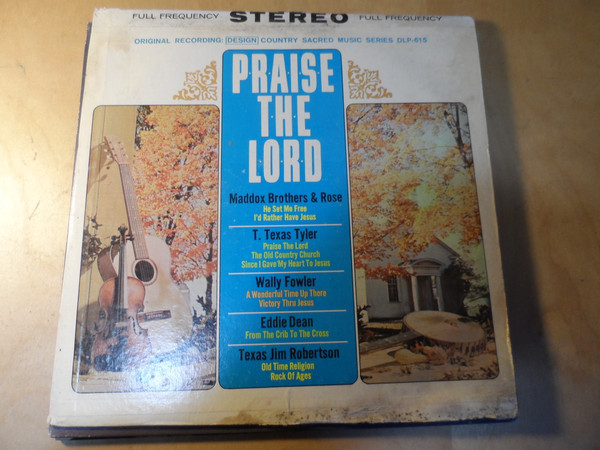 FULL FREQUENCY STEREO FULL FREQUENCY
ORIGINAL RECORDING [DESIGN] COUNTRY SACRED MUSIC SERIES DLP-615
PRAISE
THE
LORD
Maddox Brothers & Rose
He Set Me Free
I'd Rather Have Jesus
T. Texas Tyler
Praise The Lord
The Old Country Church
Since I Gave My Heart To Jesus
Wally Fowler
A Wonderful Time Up There
Victory Thru Jesus
Eddie Dean
From The Crib To The Cross
Texas Jim Robertson
Old Time Religion
Rock Of Ages